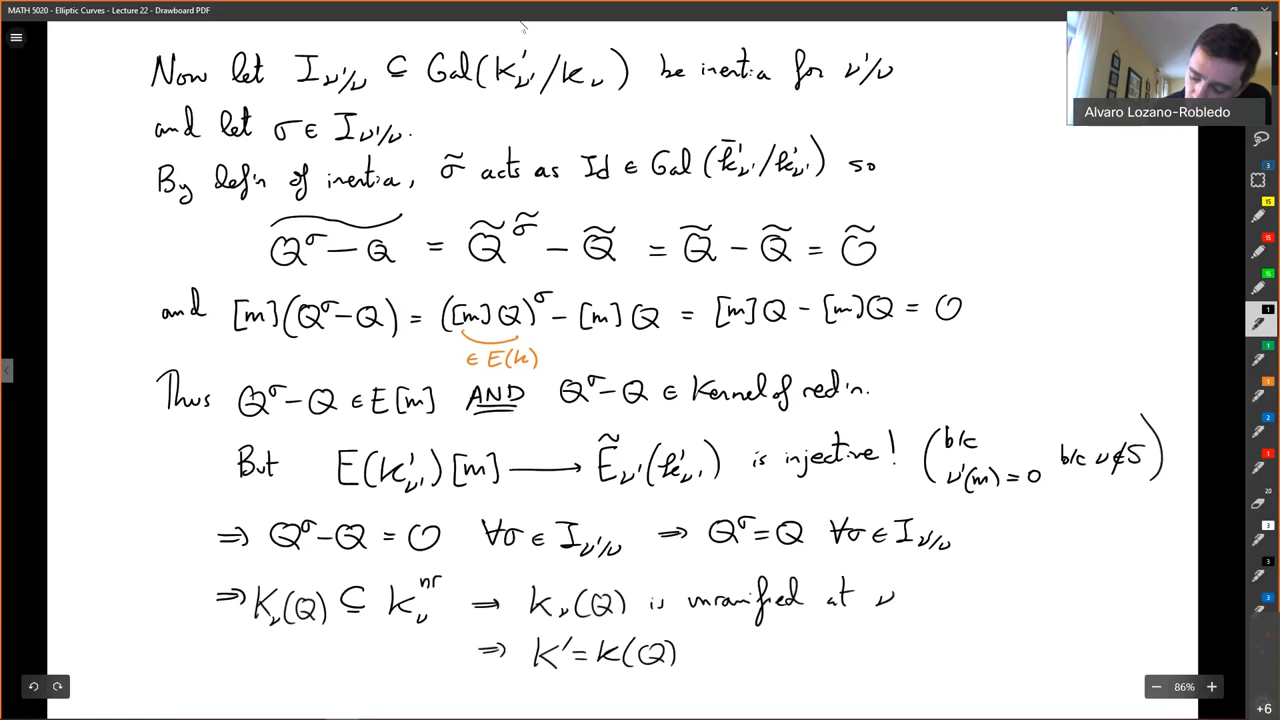 MATH 5020 - Elliptic Curves - Lecture 22 - Drawboard PDF
Alvaro Lozano-Robledo
Now let I_{ν'/ν} ⊆ Gal(K'_{ν'}/K_ν) be inertia for ν'/ν
and let σ ∈ I_{ν'/ν}.
By defn of inertia, σ̃ acts as Id ∈ Gal(k̄'_{ν'}/k'_{ν'}) so
\widetilde{Q^σ − Q} = Q̃^{σ̃} − Q̃ = Q̃ − Q̃ = Õ
and [m](Q^σ−Q) = ([m]Q)^σ − [m]Q = [m]Q − [m]Q = O
∈ E(K)
Thus Q^σ−Q ∈ E[m] AND Q^σ−Q ∈ Kernel of red'n.
But E(K'_{ν'})[m] ⟶ Ẽ_{ν'}(k'_{ν'}) is injective! (b/c ν'(m)=0 b/c ν∉S)
⇒ Q^σ−Q = O ∀σ ∈ I_{ν'/ν} ⇒ Q^σ=Q ∀σ ∈ I_{ν'/ν}
⇒ K_ν(Q) ⊆ K_ν^{nr} ⇒ K_ν(Q) is unramified at ν
⇒ K'=K(Q)
86%
+6